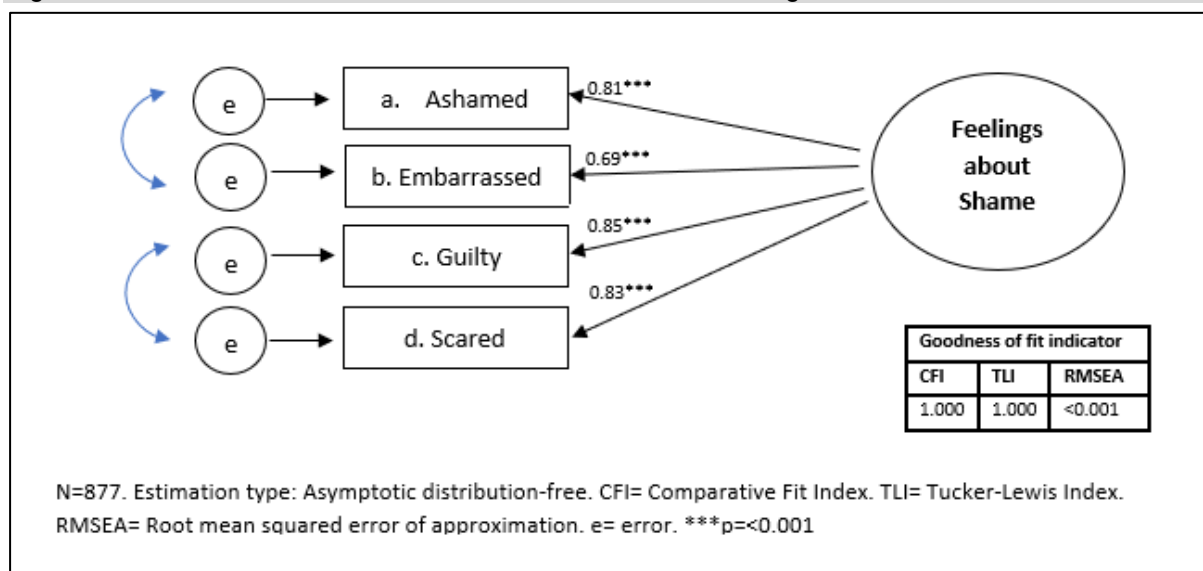 e
a. Ashamed
0.81***
Feelings
about
Shame
e
b. Embarrassed
0.69***
e
c. Guilty
0.85***
e
d. Scared
0.83***
Goodness of fit indicator
CFI TLI RMSEA
1.000 1.000 <0.001
N=877. Estimation type: Asymptotic distribution-free. CFI= Comparative Fit Index. TLI= Tucker-Lewis Index.
RMSEA= Root mean squared error of approximation. e= error. ***p=<0.001